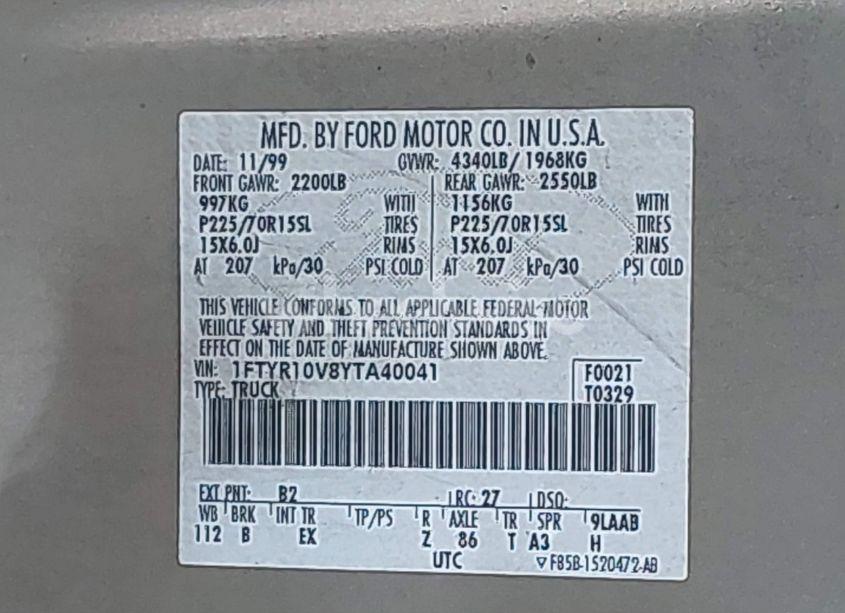 MFD. BY FORD MOTOR CO. IN U.S.A.
DATE: 11/99 GVWR: 4340LB/ 1968KG
FRONT GAWR: 2200LB REAR GAWR: 2550LB
997KG WITH 1156KG WITH
P225/70R15SL TIRES P225/70R15SL TIRES
15X6.0J RIMS 15X6.0J RIMS
AT 207 kPa/30 PSI COLD AT 207 kPa/30 PSI COLD
THIS VEHICLE CONFORMS TO ALL APPLICABLE FEDERAL MOTOR
VEHICLE SAFETY AND THEFT PREVENTION STANDARDS IN
EFFECT ON THE DATE OF MANUFACTURE SHOWN ABOVE.
VIN: 1FTYR10V8YTA40041 F0021
TYPE: TRUCK T0329
EXT PNT: B2 RC: 27 DSO:
WB BRK INT TR TP/PS R AXLE TR SPR 9LAAB
112 B EX Z 86 T A3 H
UTC ▽ F85B-1520472-AB